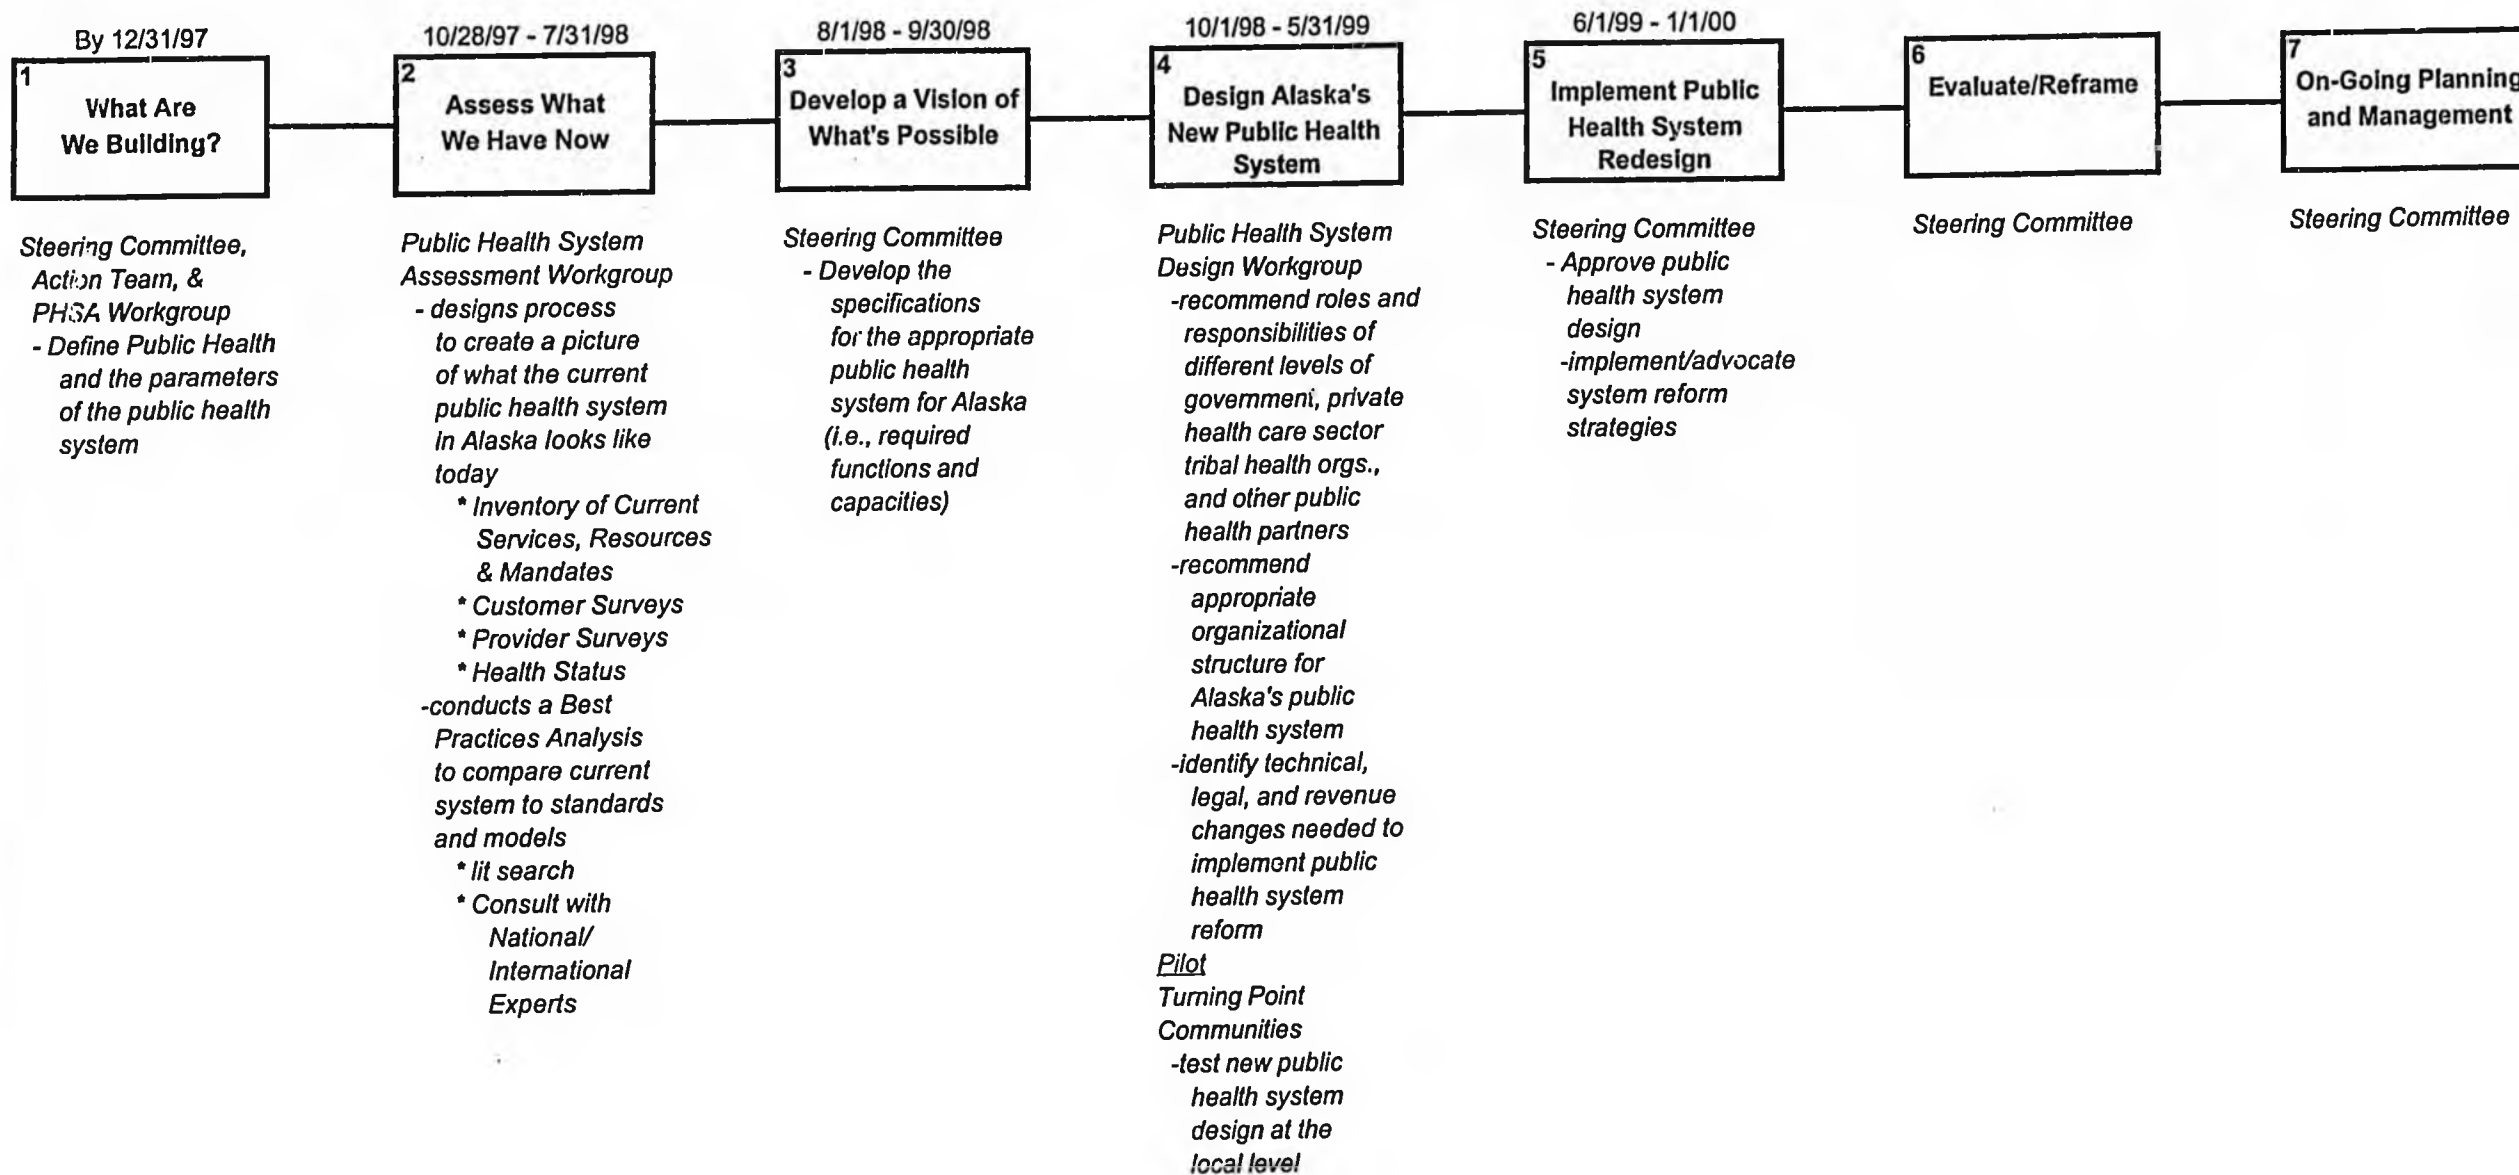 By 12/31/97
1
What Are
We Building?
Steering Committee,
Action Team, &
PHSA Workgroup
- Define Public Health
and the parameters
of the public health
system
10/28/97 - 7/31/98
2
Assess What
We Have Now
Public Health System
Assessment Workgroup
- designs process
to create a picture
of what the current
public health system
in Alaska looks like
today
* Inventory of Current
Services, Resources
& Mandates
* Customer Surveys
* Provider Surveys
* Health Status
-conducts a Best
Practices Analysis
to compare current
system to standards
and models
* lit search
* Consult with
National/
International
Experts
8/1/98 - 9/30/98
3
Develop a Vision of
What's Possible
Steering Committee
- Develop the
specifications
for the appropriate
public health
system for Alaska
(i.e., required
functions and
capacities)
10/1/98 - 5/31/99
4
Design Alaska's
New Public Health
System
Public Health System
Design Workgroup
-recommend roles and
responsibilities of
different levels of
government, private
health care sector
tribal health orgs.,
and other public
health partners
-recommend
appropriate
organizational
structure for
Alaska's public
health system
-identify technical,
legal, and revenue
changes needed to
implement public
health system
reform
Pilot
Turning Point
Communities
-test new public
health system
design at the
local level
6/1/99 - 1/1/00
5
Implement Public
Health System
Redesign
Steering Committee
- Approve public
health system
design
-implement/advocate
system reform
strategies
6
Evaluate/Reframe
Steering Committee
7
On-Going Planning
and Management
Steering Committee